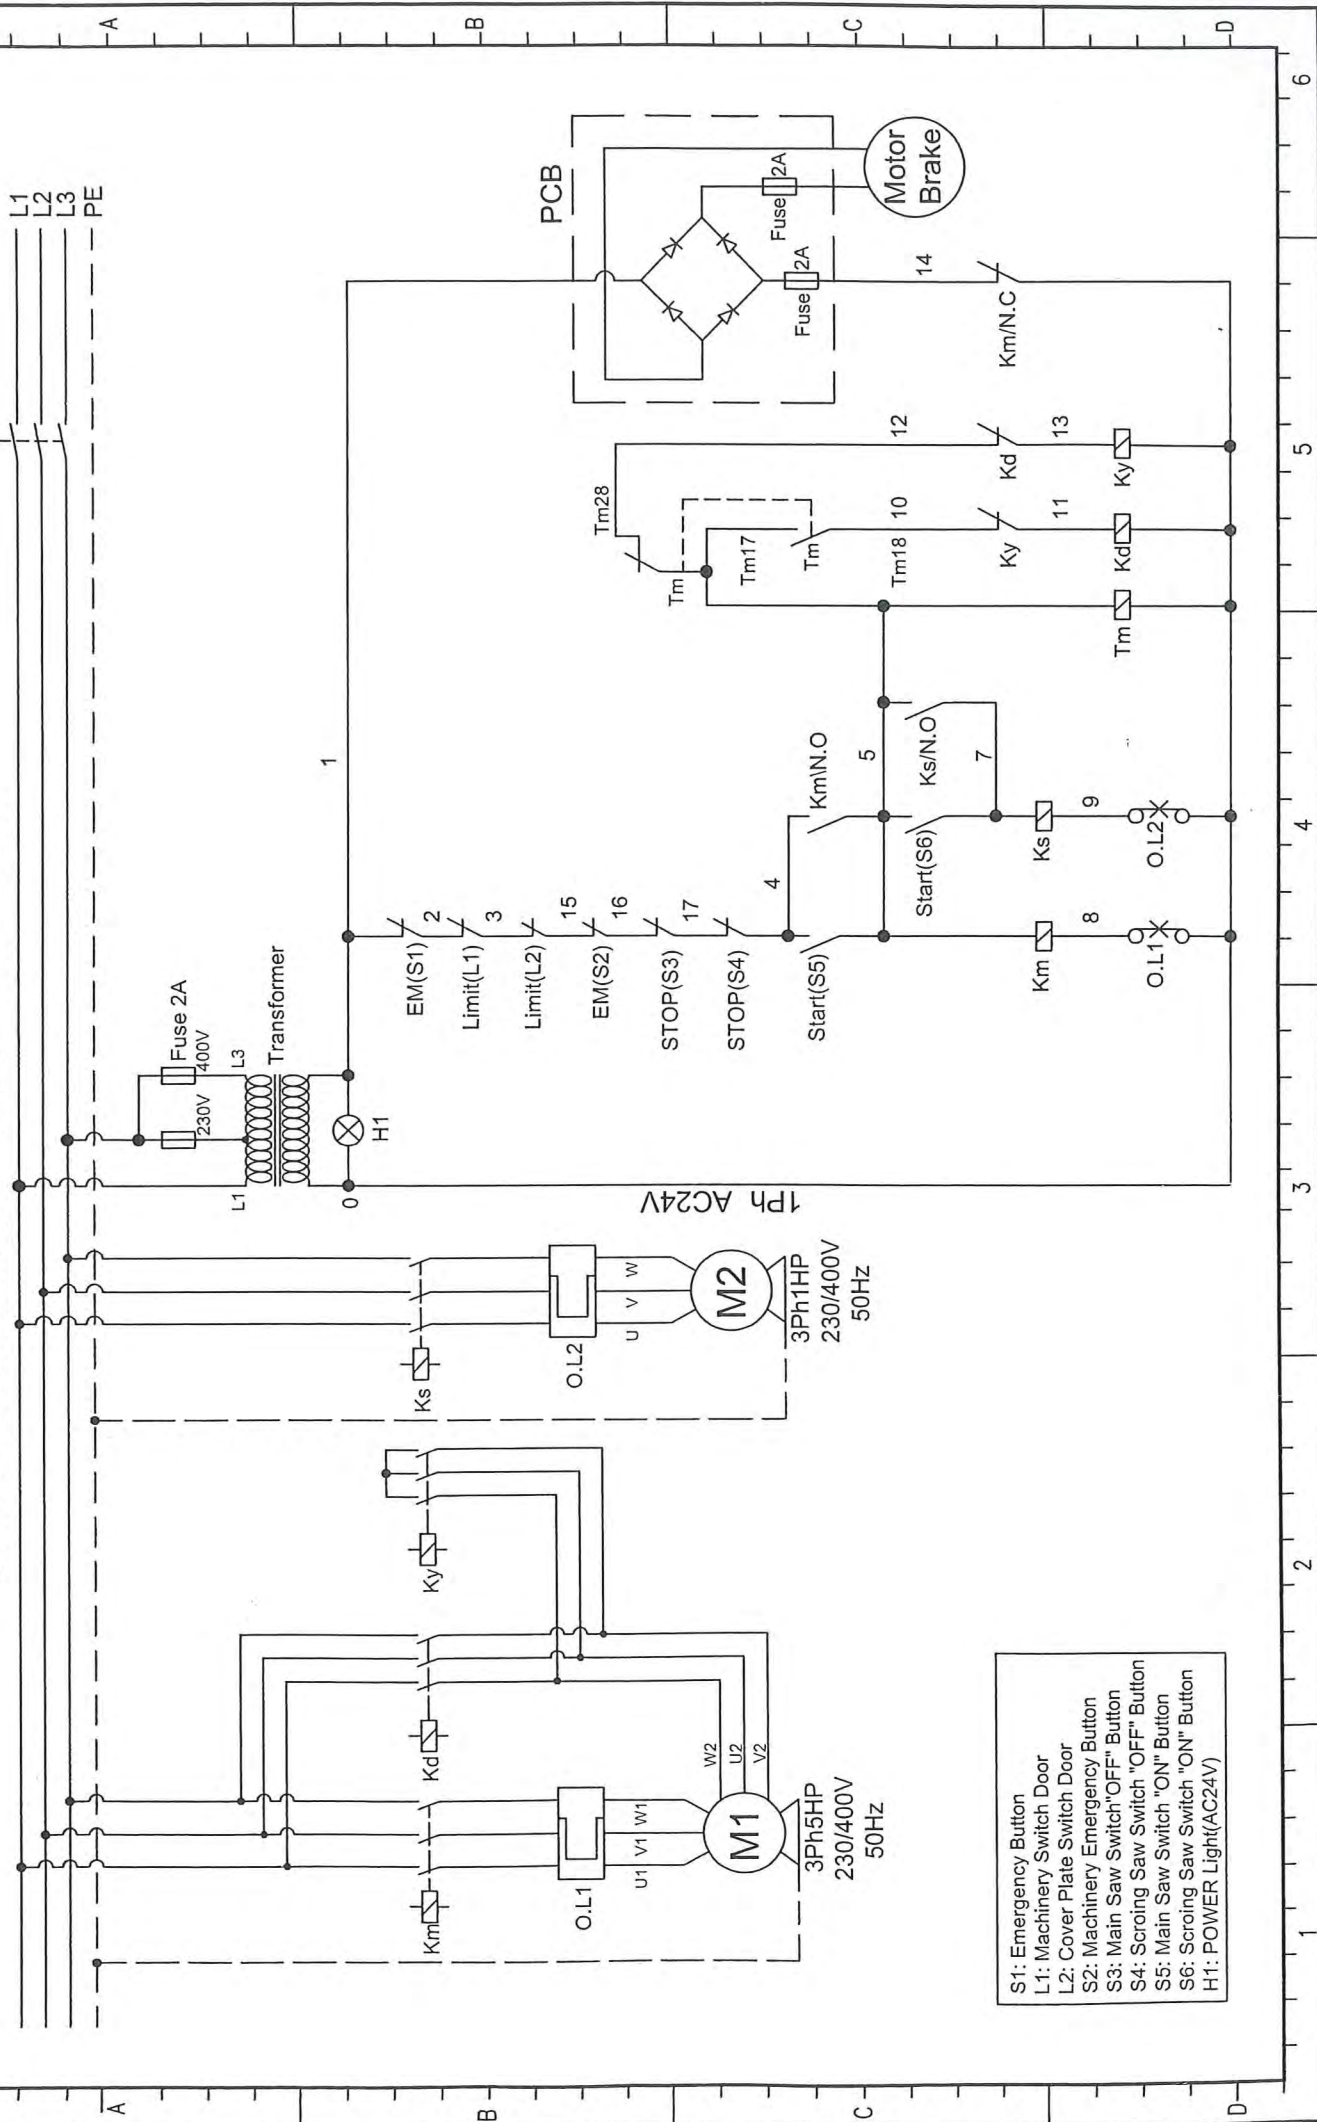 A
B
C
D
L1
L2
L3
PE
6
PCB
Fuse 2A
Fuse 2A
Motor
Brake
14
Km/N.C
1
Tm28
12
Kd
13
Ky
5
Tm
Tm17
Tm
Tm18
10
Ky
11
Kd
Tm
Km\N.O
5
Ks/N.O
7
4
Start(S6)
Ks
9
O.L2
4
EM(S1)
2
Limit(L1)
3
Limit(L2)
15
EM(S2)
16
STOP(S3)
17
STOP(S4)
Start(S5)
Km
8
O.L1
Fuse 2A
400V
230V
L3
L1
Transformer
H1
0
1Ph AC24V
3
Ks
O.L2
U
V
W
M2
3Ph1HP
230/400V
50Hz
Ky
2
Kd
Km
O.L1
U1
V1
W1
W2
U2
V2
M1
3Ph5HP
230/400V
50Hz
1
S1: Emergency Button
L1: Machinery Switch Door
L2: Cover Plate Switch Door
S2: Machinery Emergency Button
S3: Main Saw Switch"OFF" Button
S4: Scroing Saw Switch "OFF" Button
S5: Main Saw Switch "ON" Button
S6: Scroing Saw Switch "ON" Button
H1: POWER Light(AC24V)
A
B
C
D